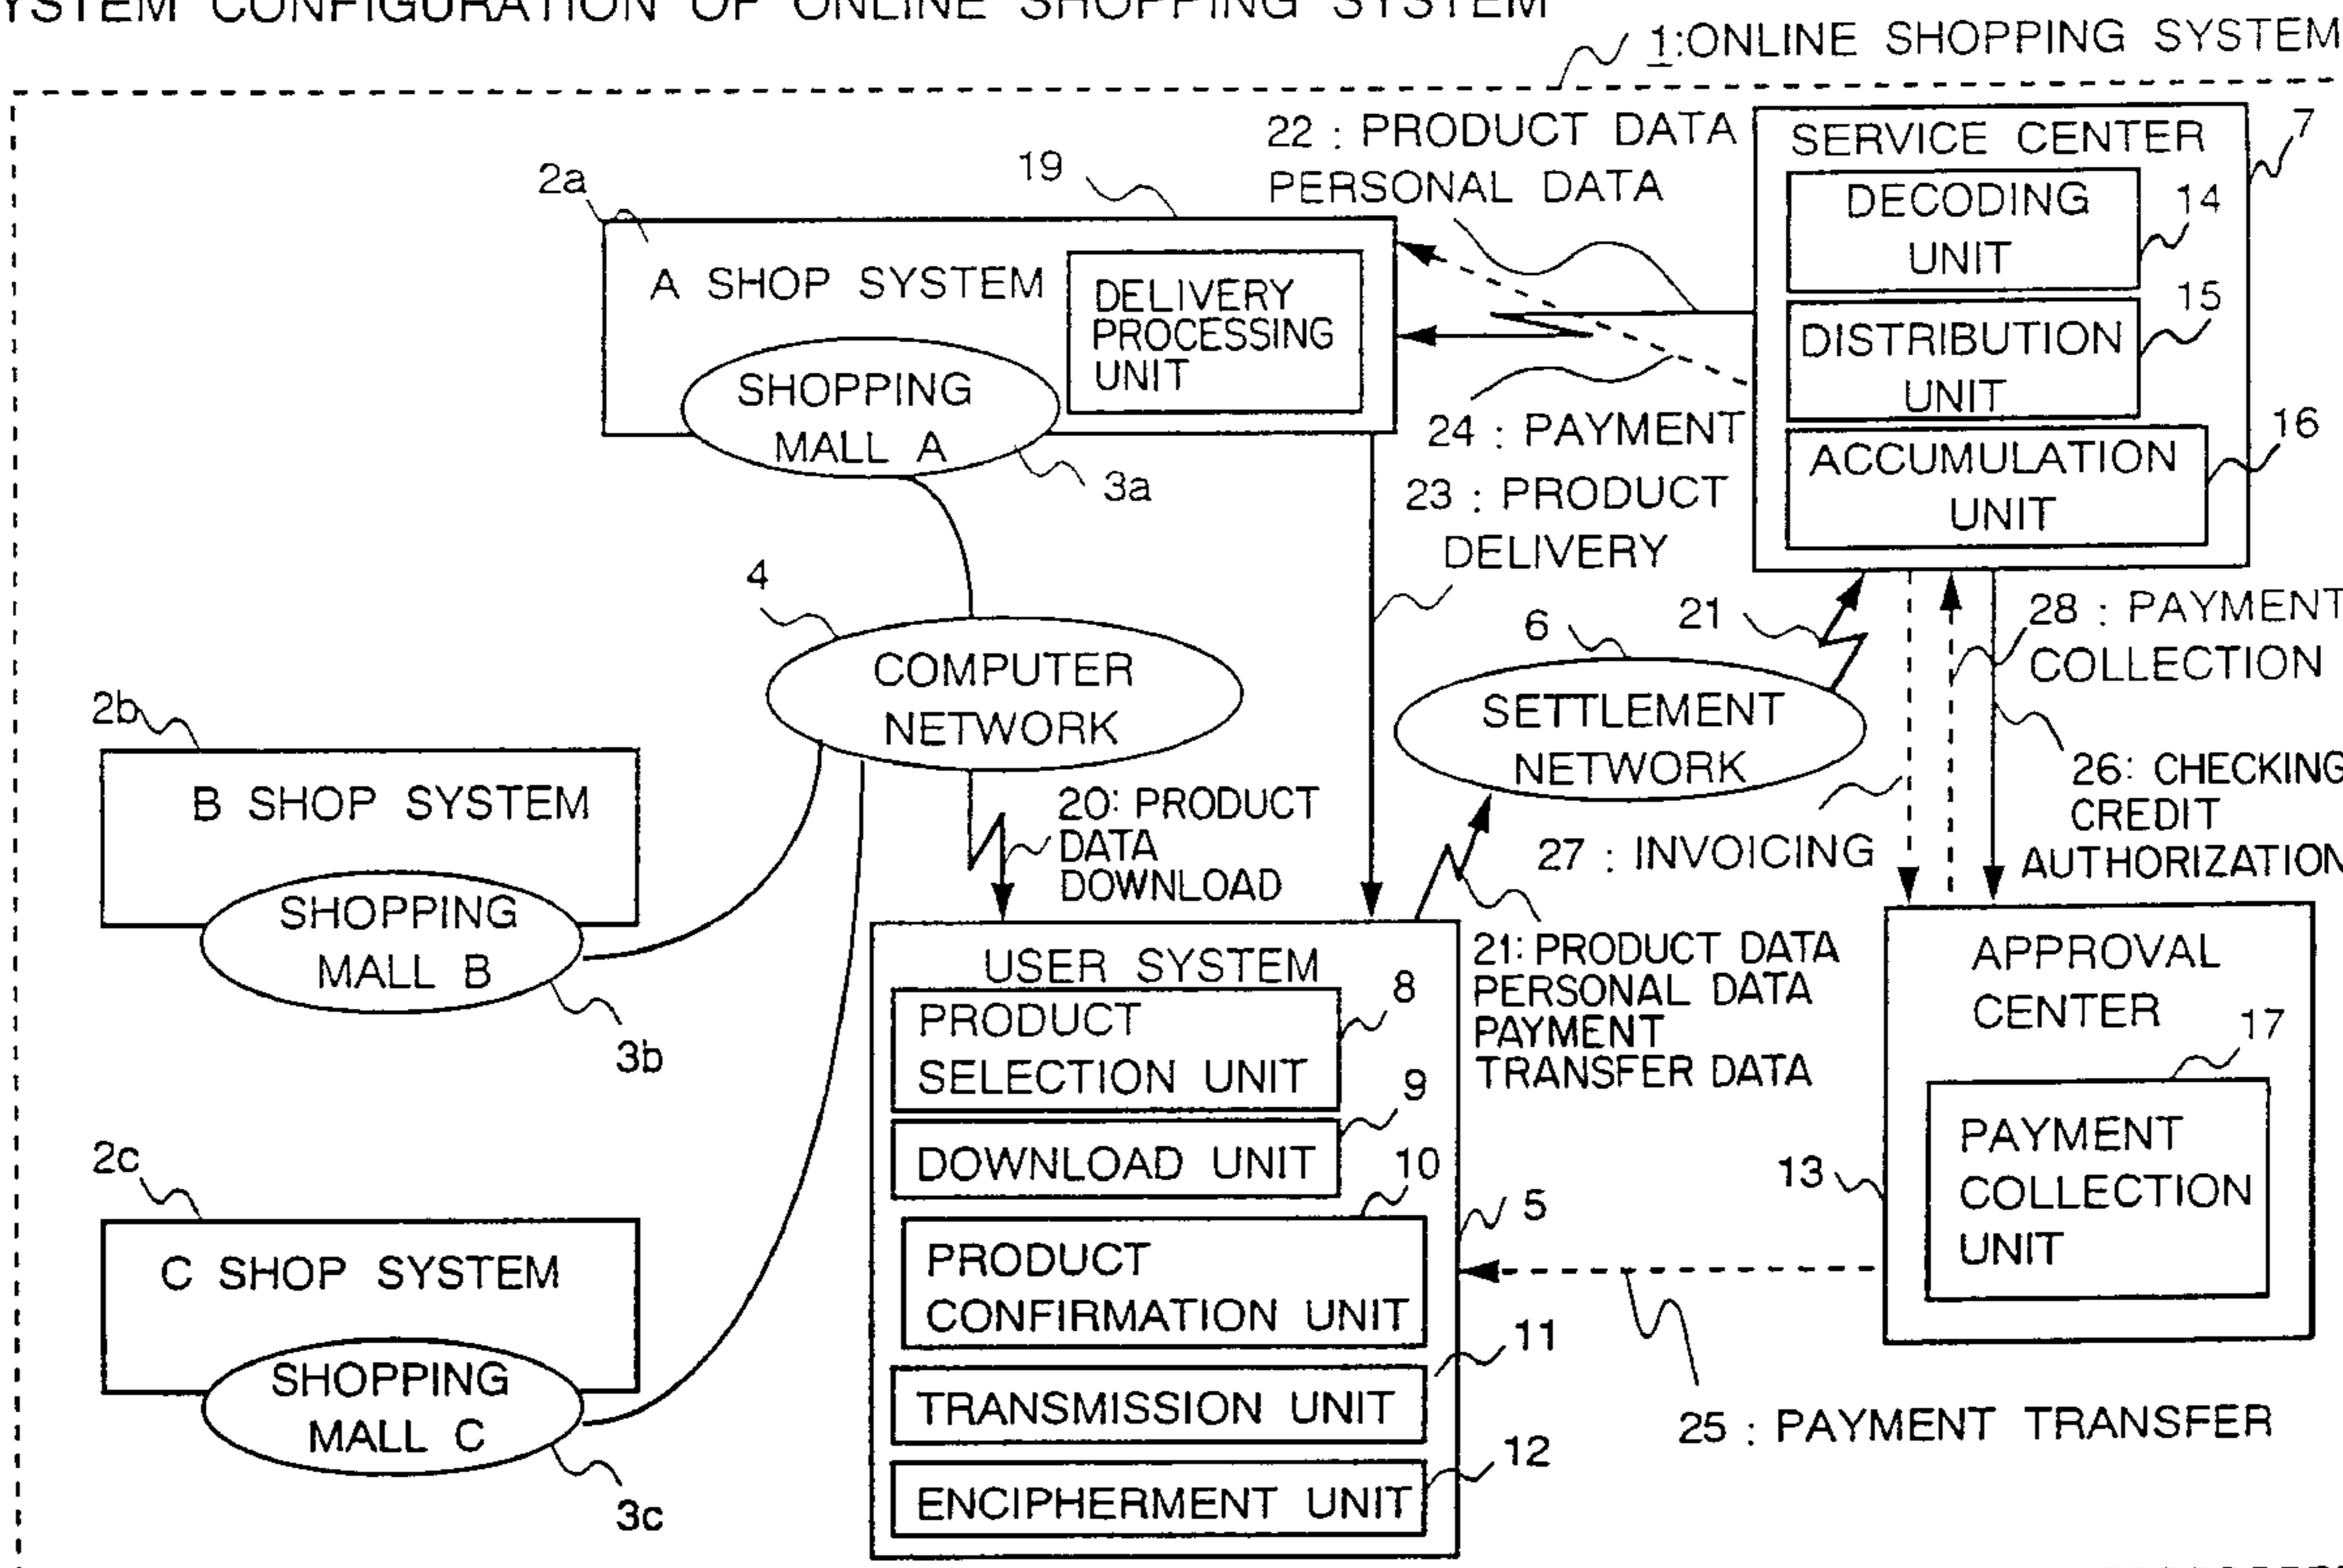 YSTEM CONFIGURATION OF ONLINE SHOPPING SYSTEM
1:ONLINE SHOPPING SYSTEM
2a
19
22 : PRODUCT DATA
PERSONAL DATA
SERVICE CENTER
7
DECODING
UNIT
14
DISTRIBUTION
UNIT
15
ACCUMULATION
UNIT
16
A SHOP SYSTEM
DELIVERY
PROCESSING
UNIT
SHOPPING
MALL A
3a
24 : PAYMENT
23 : PRODUCT
DELIVERY
4
COMPUTER
NETWORK
6
21
SETTLEMENT
NETWORK
28 : PAYMENT
COLLECTION
26: CHECKING
CREDIT
AUTHORIZATION
27 : INVOICING
2b
B SHOP SYSTEM
SHOPPING
MALL B
3b
20: PRODUCT
DATA
DOWNLOAD
USER SYSTEM
PRODUCT
SELECTION UNIT
8
DOWNLOAD UNIT
9
10
PRODUCT
CONFIRMATION UNIT
5
TRANSMISSION UNIT
11
ENCIPHERMENT UNIT
12
21: PRODUCT DATA
PERSONAL DATA
PAYMENT
TRANSFER DATA
APPROVAL
CENTER
17
PAYMENT
COLLECTION
UNIT
13
25 : PAYMENT TRANSFER
2c
C SHOP SYSTEM
SHOPPING
MALL C
3c